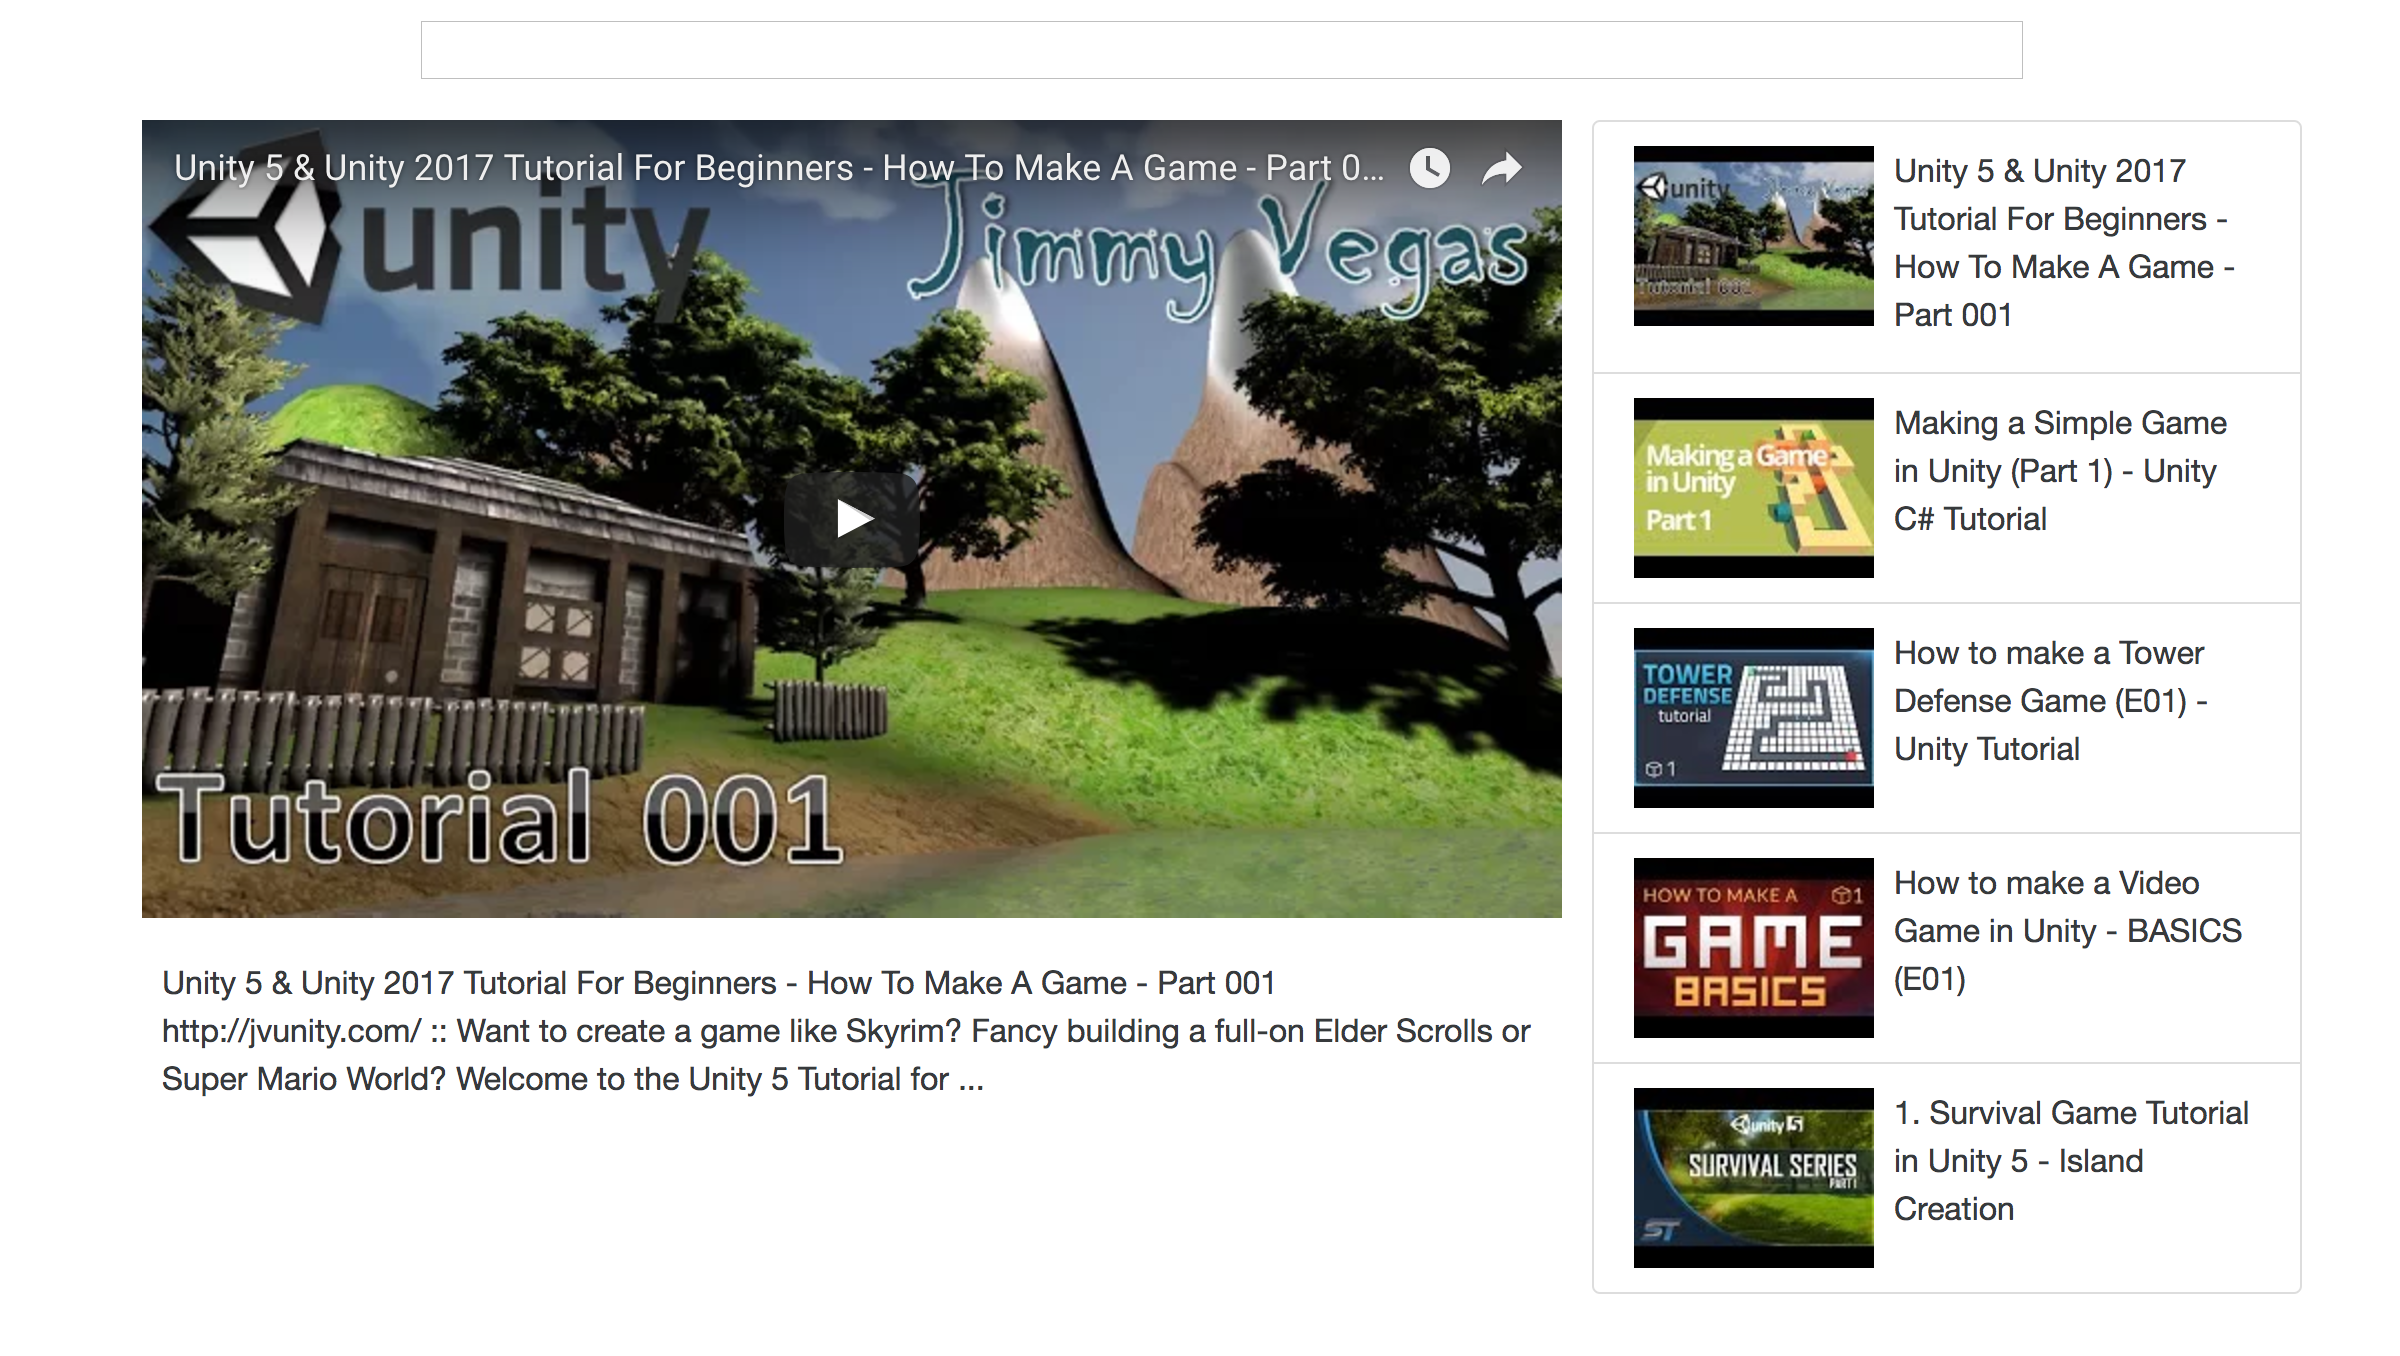 Unity 5 & Unity 2017 Tutorial For Beginners - How To Make A Game - Part 0...
unity
Jimmy Vegas
Tutorial 001
Unity 5 & Unity 2017 Tutorial For Beginners - How To Make A Game - Part 001
http://jvunity.com/ :: Want to create a game like Skyrim? Fancy building a full-on Elder Scrolls or
Super Mario World? Welcome to the Unity 5 Tutorial for ...
unity
Jimmy Vegas
Tutorial 001
Unity 5 & Unity 2017
Tutorial For Beginners -
How To Make A Game -
Part 001
Making a Game
in Unity
Part 1
Making a Simple Game
in Unity (Part 1) - Unity
C# Tutorial
TOWER
DEFENSE
tutorial
1
How to make a Tower
Defense Game (E01) -
Unity Tutorial
HOW TO MAKE A 1
GAME
BASICS
How to make a Video
Game in Unity - BASICS
(E01)
unity 5
SURVIVAL SERIES
PART 1
ST
1. Survival Game Tutorial
in Unity 5 - Island
Creation